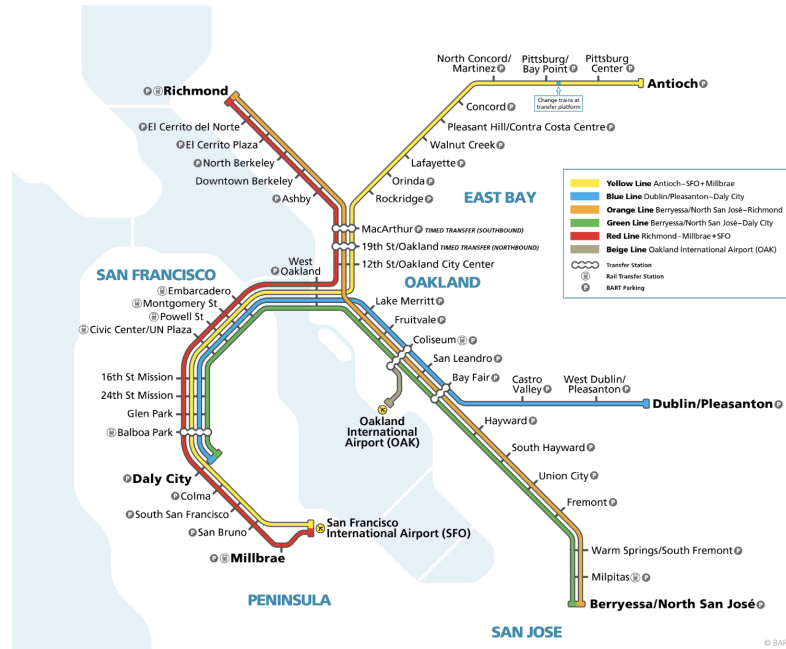 North Concord/
Martinez P
Pittsburg/
Bay Point P
Pittsburg
Center P
Antioch P
Change trains at
transfer platform
P Richmond
Concord P
P El Cerrito del Norte
Pleasant Hill/Contra Costa Centre P
P El Cerrito Plaza
Walnut Creek P
P North Berkeley
Lafayette P
Downtown Berkeley
Orinda P
P Ashby
Rockridge P
EAST BAY
Yellow Line Antioch–SFO+Millbrae
Blue Line Dublin/Pleasanton–Daly City
Orange Line Berryessa/North San José–Richmond
Green Line Berryessa/North San José–Daly City
Red Line Richmond–Millbrae+SFO
Beige Line Oakland International Airport (OAK)
Transfer Station
Rail Transfer Station
P BART Parking
MacArthur P TIMED TRANSFER (SOUTHBOUND)
19th St/Oakland TIMED TRANSFER (NORTHBOUND)
12th St/Oakland City Center
West
P Oakland
SAN FRANCISCO
OAKLAND
Embarcadero
Montgomery St
Powell St
Civic Center/UN Plaza
Lake Merritt P
Fruitvale P
Coliseum P
San Leandro P
Bay Fair P
Castro
Valley P
West Dublin/
Pleasanton P
Dublin/Pleasanton P
16th St Mission
24th St Mission
Glen Park
Balboa Park
Oakland
International
Airport (OAK)
Hayward P
South Hayward P
Union City P
Fremont P
P Daly City
P Colma
P South San Francisco
P San Bruno
San Francisco
International Airport (SFO)
P Millbrae
Warm Springs/South Fremont P
Milpitas P
Berryessa/North San José P
PENINSULA
SAN JOSE
© BAR